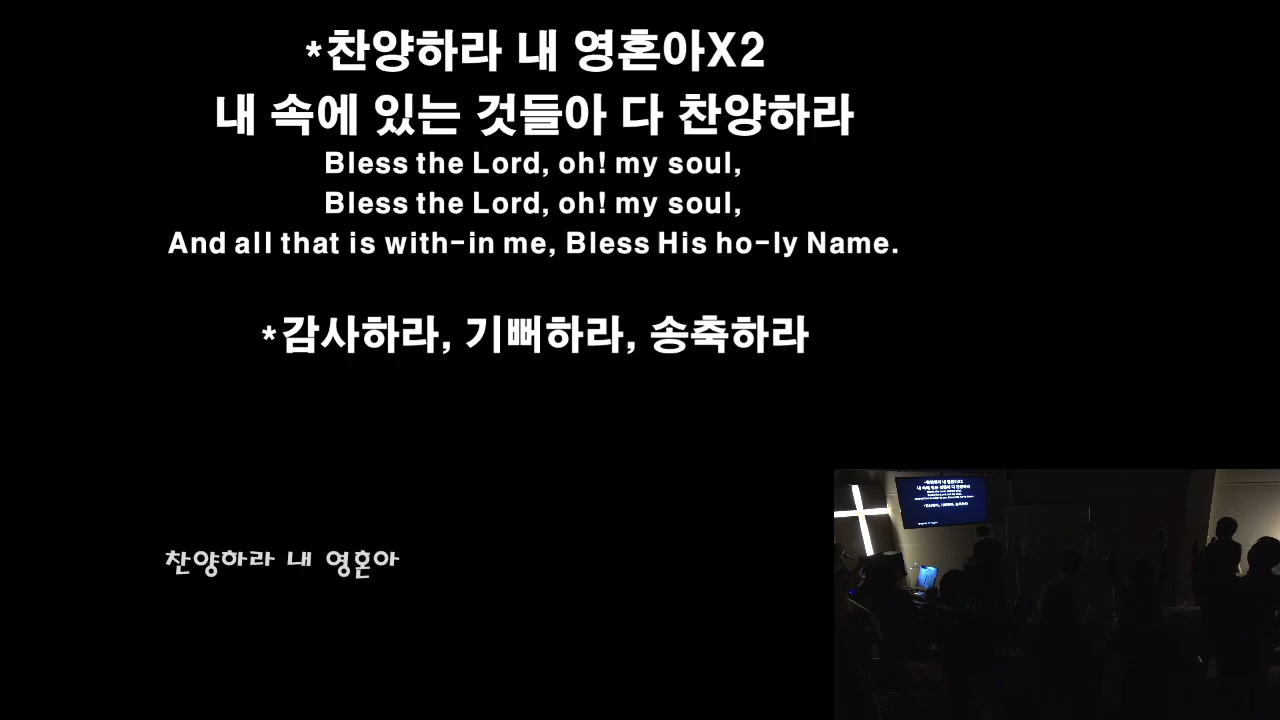 *찬양하라 내 영혼아X2
내 속에 있는 것들아 다 찬양하라
Bless the Lord, oh! my soul,
Bless the Lord, oh! my soul,
And all that is with-in me, Bless His ho-ly Name.
*감사하라, 기뻐하라, 송축하라
찬양하라 내 영혼아